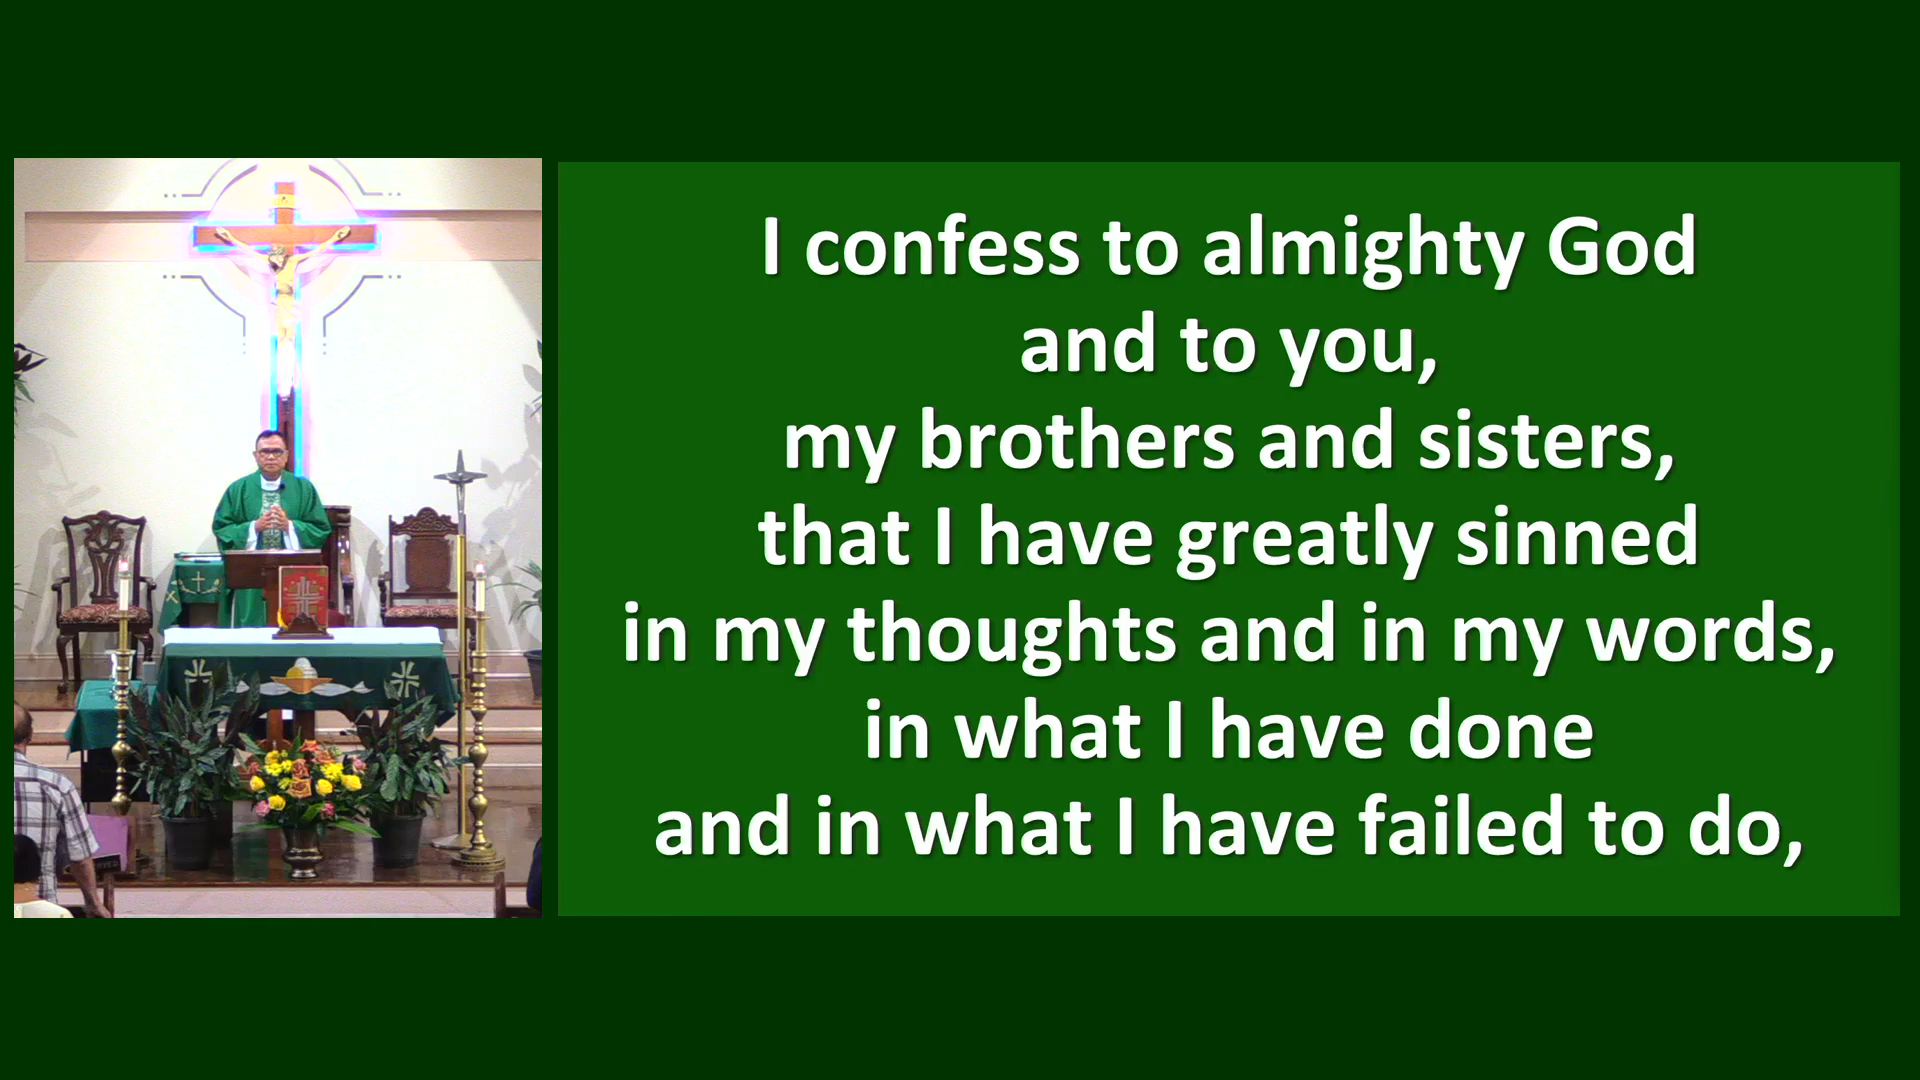 I confess to almighty God
and to you,
my brothers and sisters,
that I have greatly sinned
in my thoughts and in my words,
in what I have done
and in what I have failed to do,